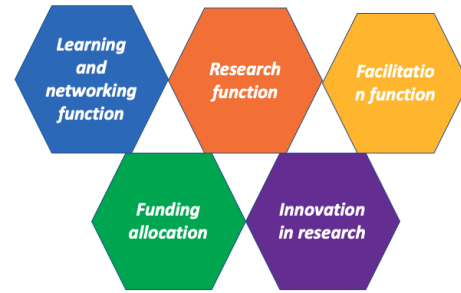 Learning
and
networking
function
Research
function
Facilitatio
n function
Funding
allocation
Innovation
in research